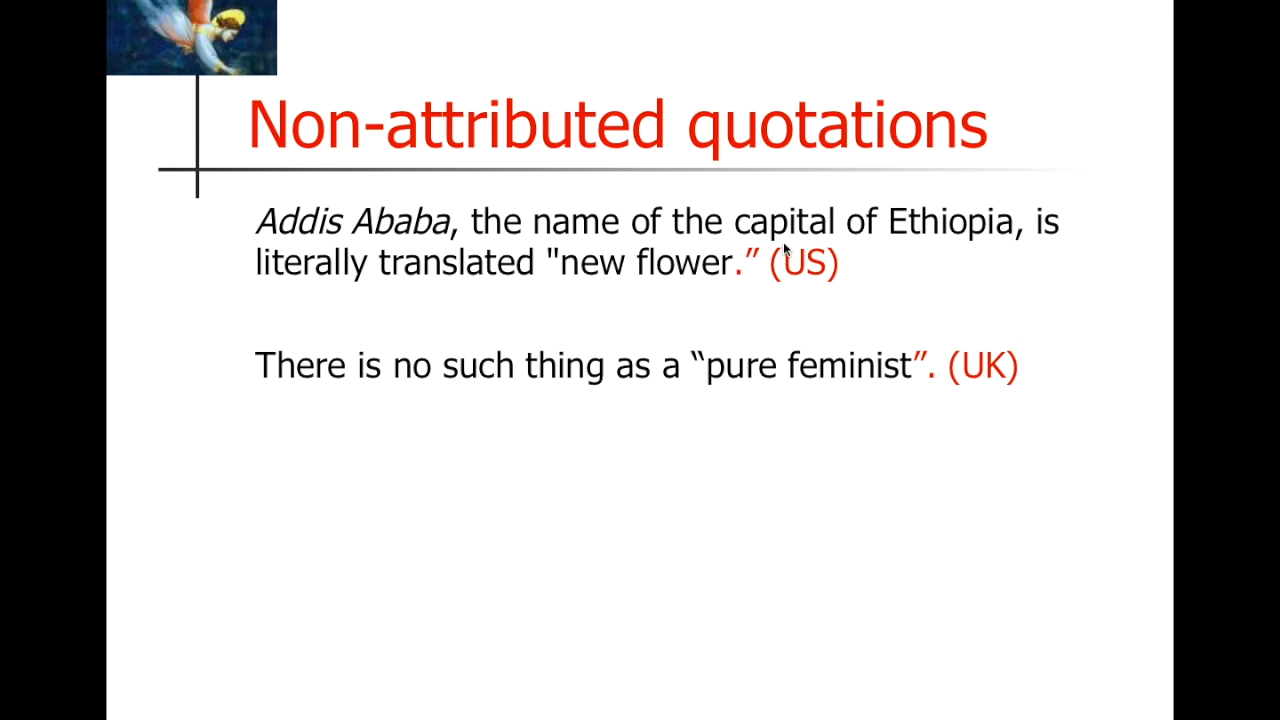 Non-attributed quotations
Addis Ababa, the name of the capital of Ethiopia, is
literally translated "new flower.” (US)
There is no such thing as a “pure feminist”. (UK)